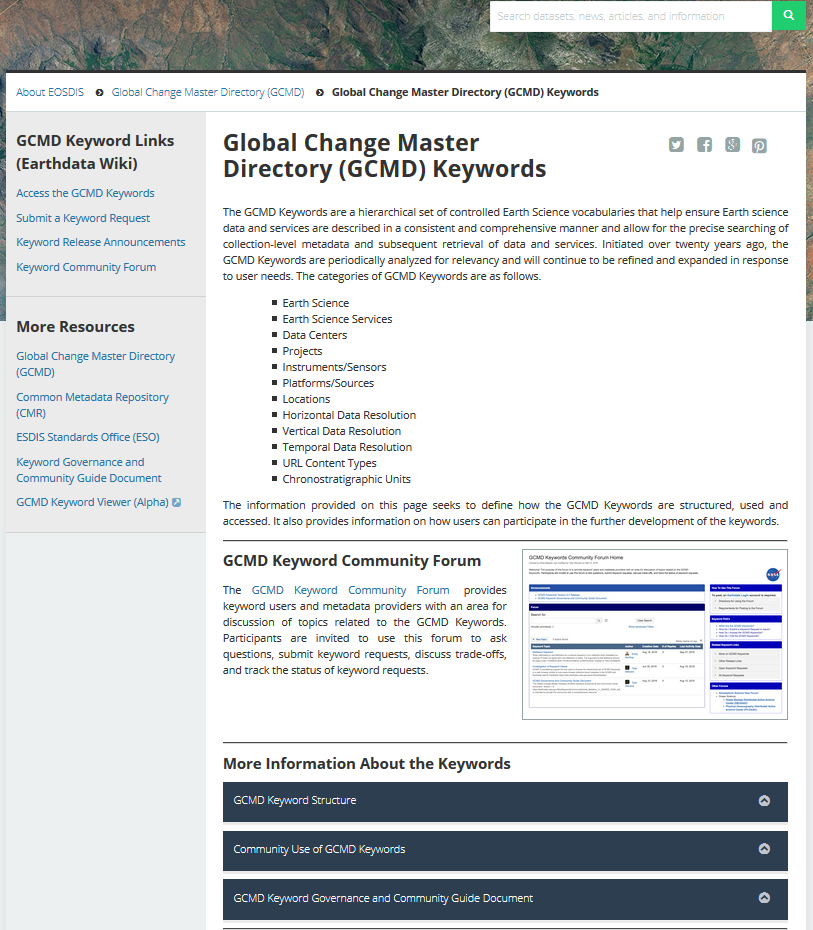 Search datasets, news, articles, and information
About EOSDIS
Global Change Master Directory (GCMD)
Global Change Master Directory (GCMD) Keywords
GCMD Keyword Links
(Earthdata Wiki)
Access the GCMD Keywords
Submit a Keyword Request
Keyword Release Announcements
Keyword Community Forum
More Resources
Global Change Master Directory
(GCMD)
Common Metadata Repository
(CMR)
ESDIS Standards Office (ESO)
Keyword Governance and
Community Guide Document
GCMD Keyword Viewer (Alpha)
Global Change Master
Directory (GCMD) Keywords
The GCMD Keywords are a hierarchical set of controlled Earth Science vocabularies that help ensure Earth science
data and services are described in a consistent and comprehensive manner and allow for the precise searching of
collection-level metadata and subsequent retrieval of data and services. Initiated over twenty years ago, the
GCMD Keywords are periodically analyzed for relevancy and will continue to be refined and expanded in response
to user needs. The categories of GCMD Keywords are as follows.
Earth Science
Earth Science Services
Data Centers
Projects
Instruments/Sensors
Platforms/Sources
Locations
Horizontal Data Resolution
Vertical Data Resolution
Temporal Data Resolution
URL Content Types
Chronostratigraphic Units
The information provided on this page seeks to define how the GCMD Keywords are structured, used and
accessed. It also provides information on how users can participate in the further development of the keywords.
GCMD Keyword Community Forum
The GCMD Keyword Community Forum provides
keyword users and metadata providers with an area for
discussion of topics related to the GCMD Keywords.
Participants are invited to use this forum to ask
questions, submit keyword requests, discuss trade-offs,
and track the status of keyword requests.
GCMD Keywords Community Forum Home
NASA
More Information About the Keywords
GCMD Keyword Structure
Community Use of GCMD Keywords
GCMD Keyword Governance and Community Guide Document